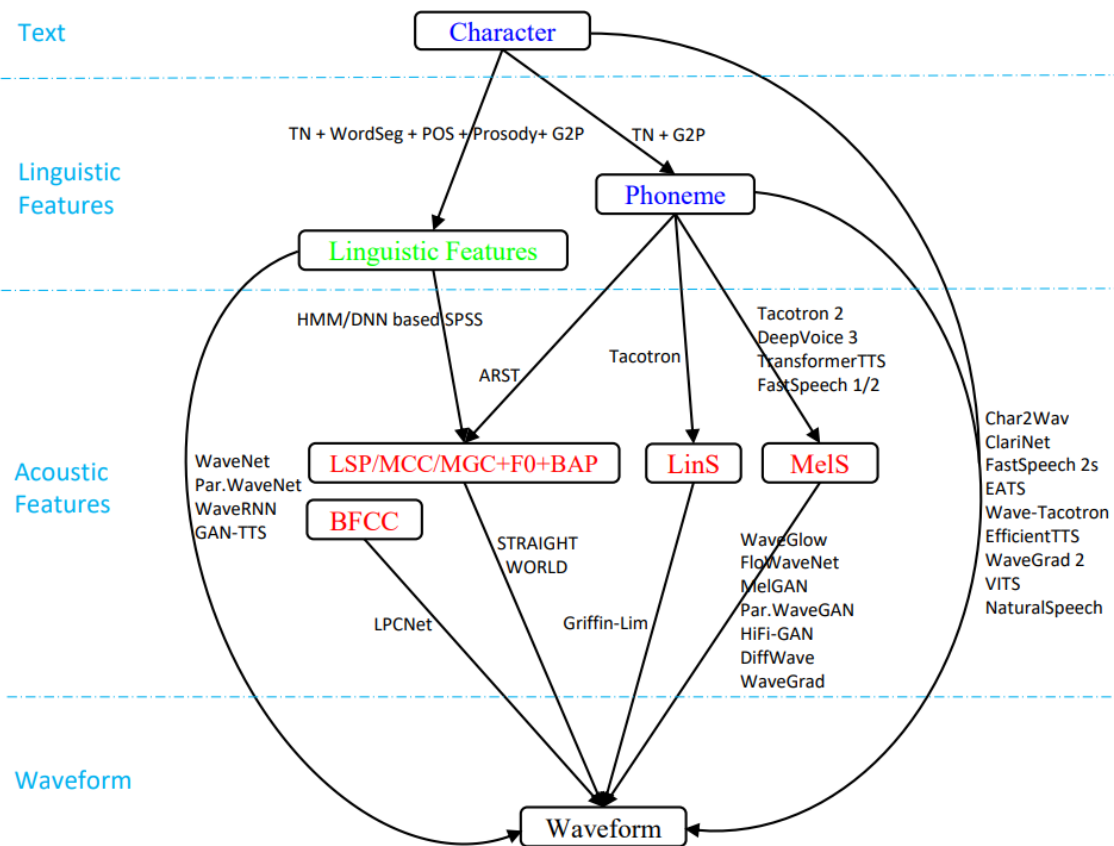 Text
Character
TN + WordSeg + POS + Prosody+ G2P
TN + G2P
Linguistic
Features
Phoneme
Linguistic Features
HMM/DNN based SPSS
ARST
Tacotron
Tacotron 2
DeepVoice 3
TransformerTTS
FastSpeech 1/2
Acoustic
Features
WaveNet
Par.WaveNet
WaveRNN
GAN-TTS
LSP/MCC/MGC+F0+BAP
LinS
MelS
BFCC
Char2Wav
ClariNet
FastSpeech 2s
EATS
Wave-Tacotron
EfficientTTS
WaveGrad 2
VITS
NaturalSpeech
LPCNet
STRAIGHT
WORLD
Griffin-Lim
WaveGlow
FloWaveNet
MelGAN
Par.WaveGAN
HiFi-GAN
DiffWave
WaveGrad
Waveform
Waveform